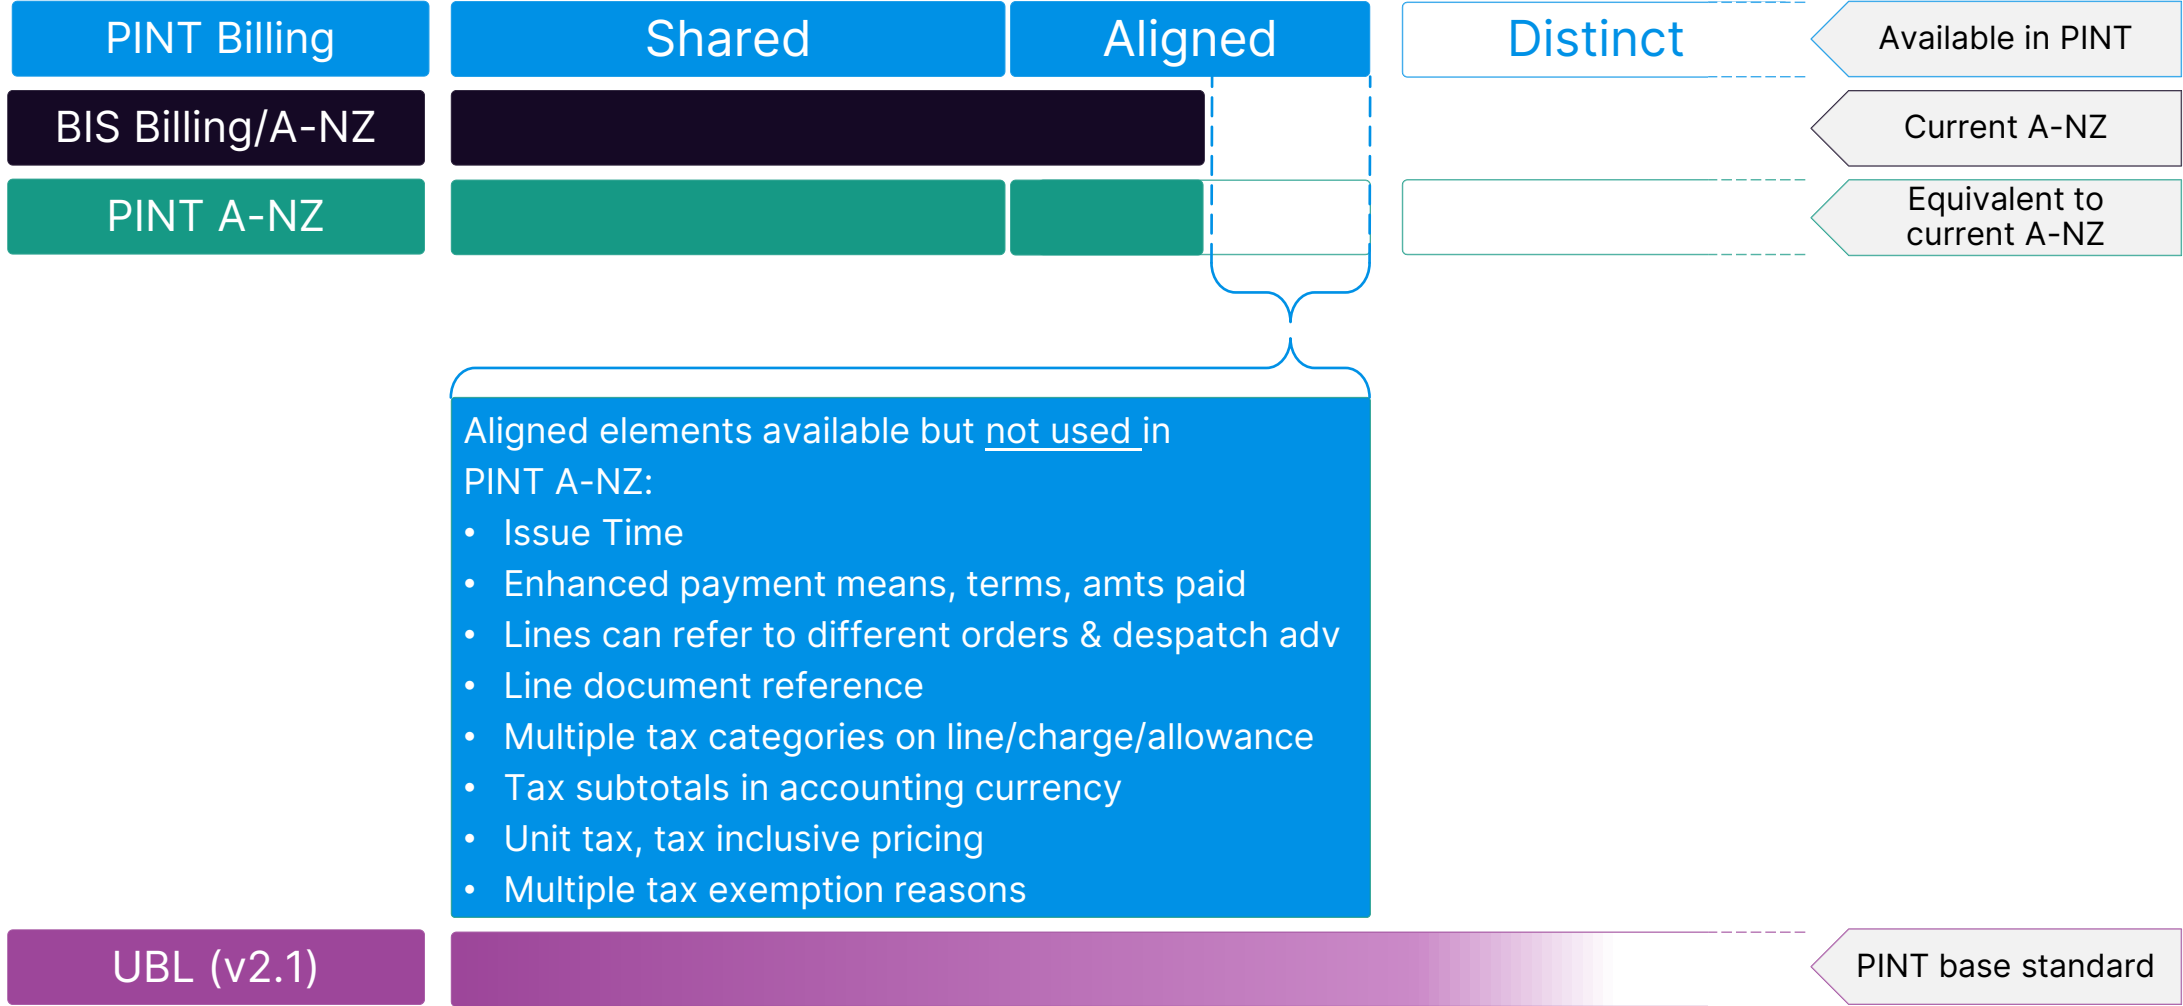 PINT Billing
Shared
Aligned
Distinct
Available in PINT
BIS Billing/A-NZ
Current A-NZ
PINT A-NZ
Equivalent to
current A-NZ
Aligned elements available but not used in
PINT A-NZ:
• Issue Time
• Enhanced payment means, terms, amts paid
• Lines can refer to different orders & despatch adv
• Line document reference
• Multiple tax categories on line/charge/allowance
• Tax subtotals in accounting currency
• Unit tax, tax inclusive pricing
• Multiple tax exemption reasons
UBL (v2.1)
PINT base standard